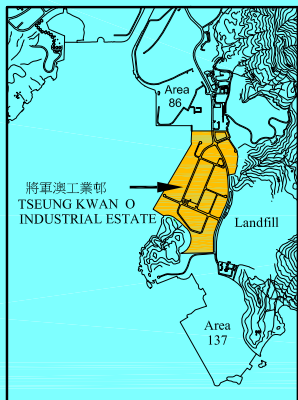 Area
86
將軍澳工業邨
TSEUNG KWAN O
INDUSTRIAL ESTATE
Landfill
Area
137